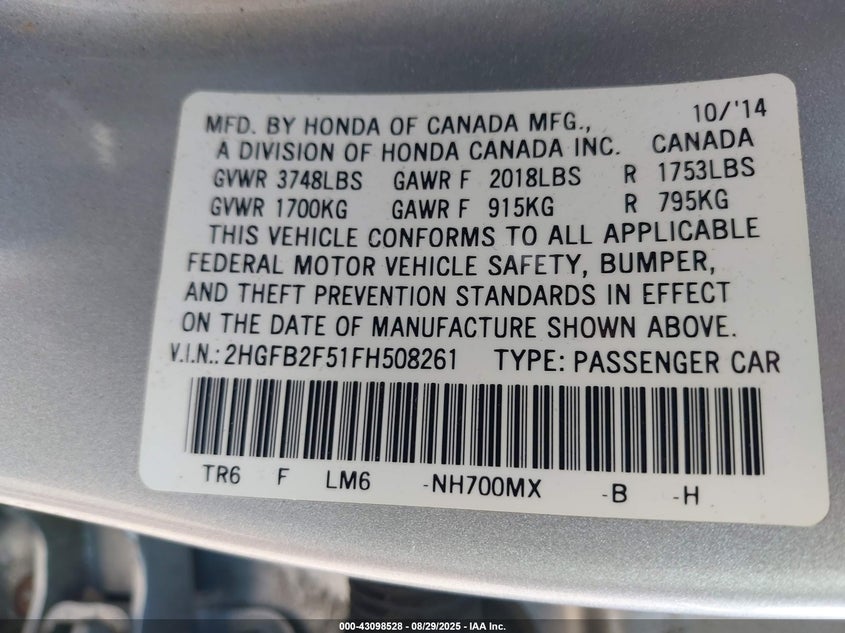 MFD. BY HONDA OF CANADA MFG., 10/'14
A DIVISION OF HONDA CANADA INC. CANADA
GVWR 3748LBS GAWR F 2018LBS R 1753LBS
GVWR 1700KG GAWR F 915KG R 795KG
THIS VEHICLE CONFORMS TO ALL APPLICABLE
FEDERAL MOTOR VEHICLE SAFETY, BUMPER,
AND THEFT PREVENTION STANDARDS IN EFFECT
ON THE DATE OF MANUFACTURE SHOWN ABOVE.
V.I.N.: 2HGFB2F51FH508261 TYPE: PASSENGER CAR
TR6 F LM6 -NH700MX -B -H
000-43098528 - 08/29/2025 - IAA Inc.